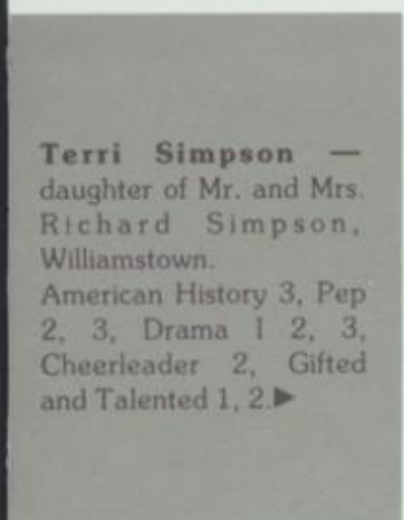 Terri Simpson —
daughter of Mr. and Mrs.
Richard Simpson,
Williamstown.
American History 3, Pep
2, 3, Drama 1 2, 3,
Cheerleader 2, Gifted
and Talented 1, 2.▶